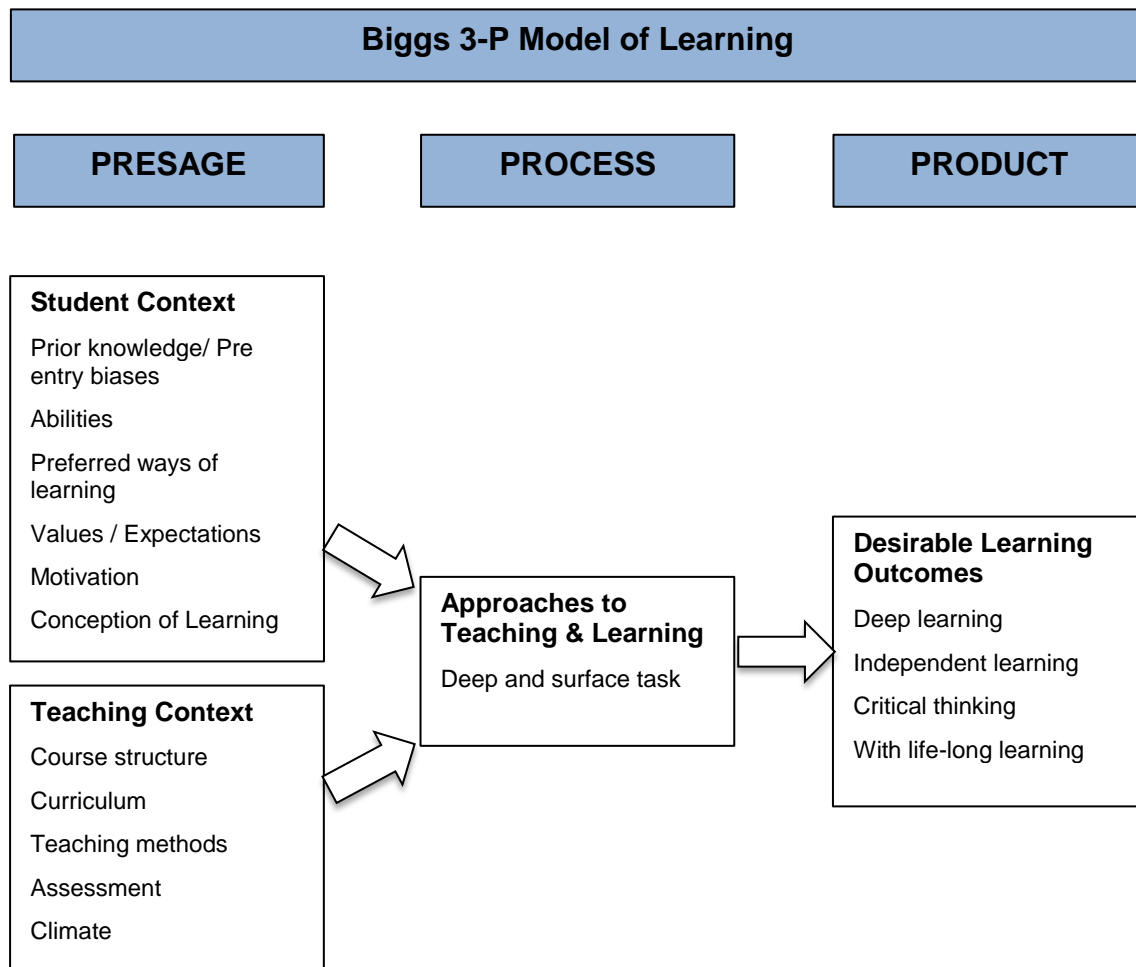 Biggs 3-P Model of Learning
PRESAGE
PROCESS
PRODUCT
Student Context
Prior knowledge/ Pre
entry biases
Abilities
Preferred ways of
learning
Values / Expectations
Motivation
Conception of Learning
Teaching Context
Course structure
Curriculum
Teaching methods
Assessment
Climate
Approaches to
Teaching & Learning
Deep and surface task
Desirable Learning
Outcomes
Deep learning
Independent learning
Critical thinking
With life-long learning